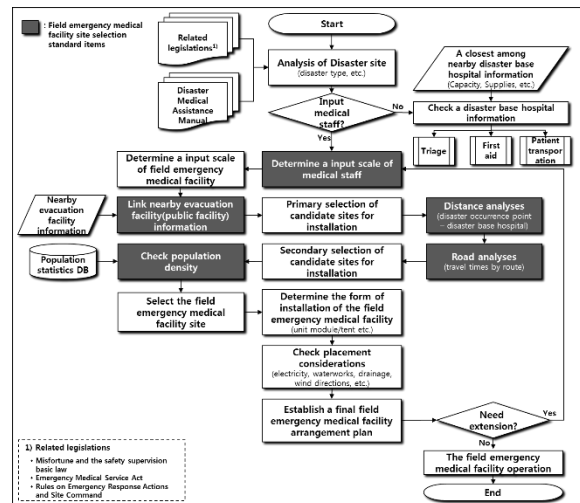 : Field emergency medical
facility site selection
standard items
Start
Related
legislations1)
Disaster
Medical
Assistance
Manual
Analysis of Disaster site
(disaster type, etc.)
A closest among
nearby disaster base
hospital information
(Capacity, Supplies, etc.)
Input
medical
staff?
No
Yes
Check a disaster base hospital
information
Triage
First
aid
Patient
transpor
ation
Determine a input scale
of field emergency
medical facility
Determine a input scale of
medical staff
Nearby
evacuation
facility
information
Link nearby evacuation
facility(public facility)
information
Primary selection of
candidate sites for
installation
Distance analyses
(disaster occurrence point
– disaster base hospital)
Population
statistics DB
Check population
density
Secondary selection of
candidate sites for
installation
Road analyses
(travel times by route)
Select the field
emergency medical
facility site
Determine the form of
installation of the field
emergency medical facility
(unit module/tent etc.)
Check placement
considerations
(electricity, waterworks, drainage,
wind directions, etc.)
Establish a final field
emergency medical facility
arrangement plan
Need
extension?
Yes
No
The field emergency
medical facility operation
End
1) Related legislations
• Misfortune and the safety supervision
basic law
• Emergency Medical Service Act
• Rules on Emergency Response Actions
and Site Command